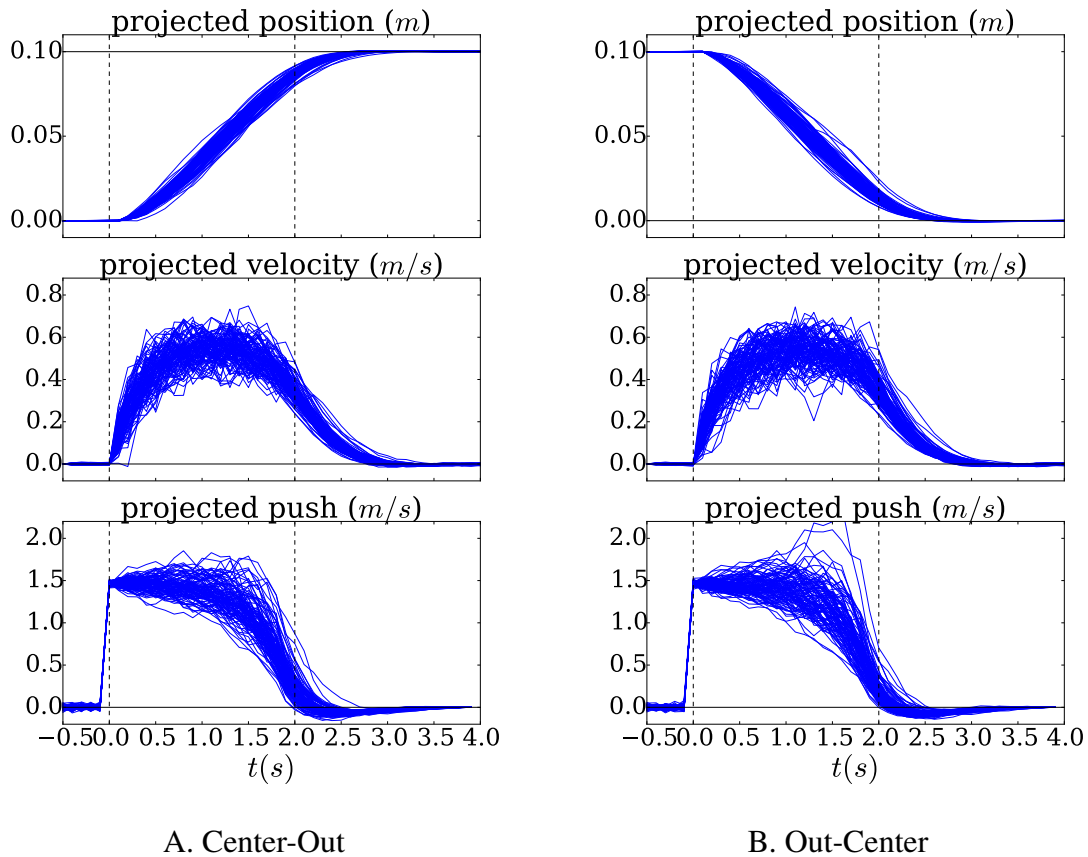 projected position (m)
0.10
0.05
0.00
projected velocity (m/s)
0.8
0.6
0.4
0.2
0.0
projected push (m/s)
2.0
1.5
1.0
0.5
0.0
−0.5 0.0 0.5 1.0 1.5 2.0 2.5 3.0 3.5 4.0
t(s)
A. Center-Out
projected position (m)
0.10
0.05
0.00
projected velocity (m/s)
0.8
0.6
0.4
0.2
0.0
projected push (m/s)
2.0
1.5
1.0
0.5
0.0
−0.5 0.0 0.5 1.0 1.5 2.0 2.5 3.0 3.5 4.0
t(s)
B. Out-Center